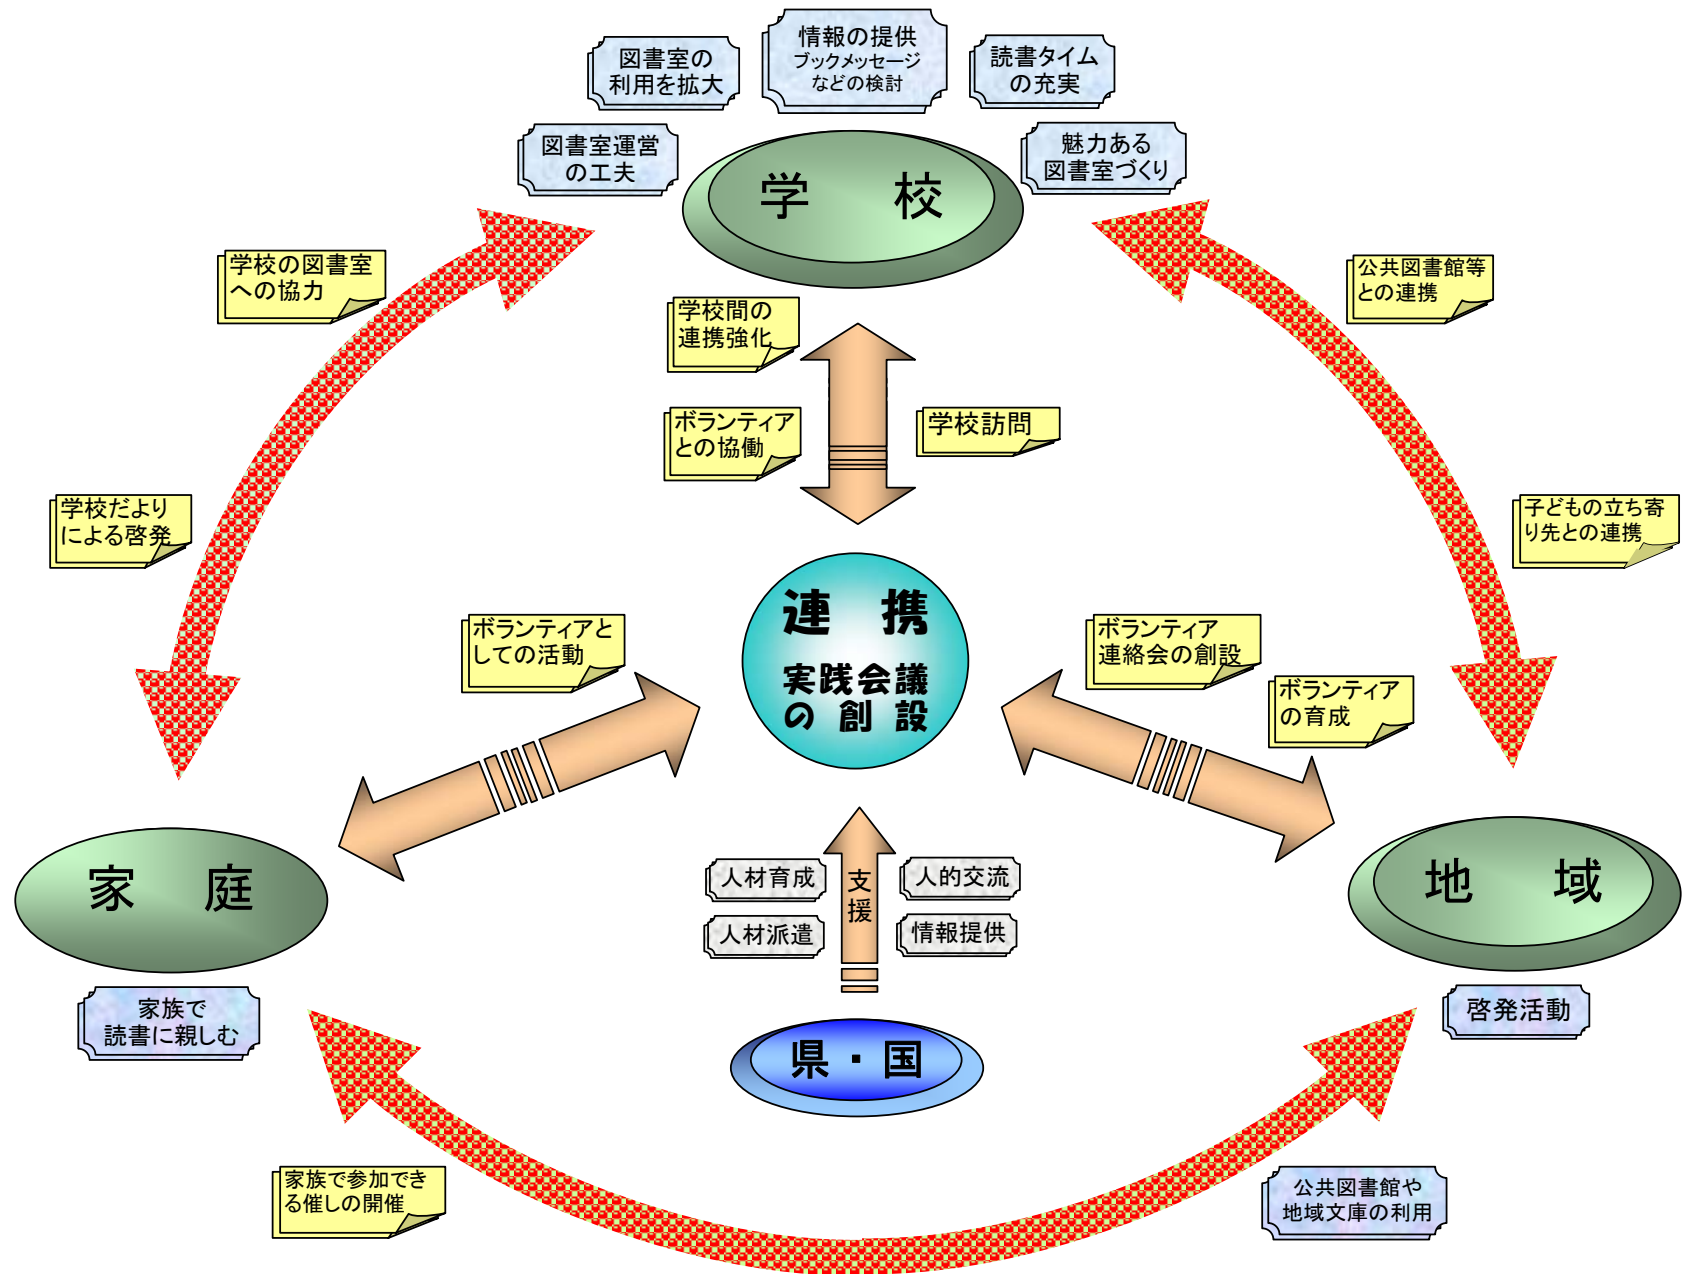 情報の提供
ブックメッセージ
などの検討
図書室の
利用を拡大
読書タイム
の充実
図書室運営
の工夫
魅力ある
図書室づくり
学　校
学校の図書室
への協力
公共図書館等
との連携
学校間の
連携強化
ボランティア
との協働
学校訪問
学校だより
による啓発
子どもの立ち寄
り先との連携
連　携
実践会議
の 創 設
ボランティアと
しての活動
ボランティア
連絡会の創設
ボランティア
の育成
家　庭
地　域
人材育成
人材派遣
支
援
人的交流
情報提供
県・国
家族で
読書に親しむ
啓発活動
家族で参加でき
る催しの開催
公共図書館や
地域文庫の利用